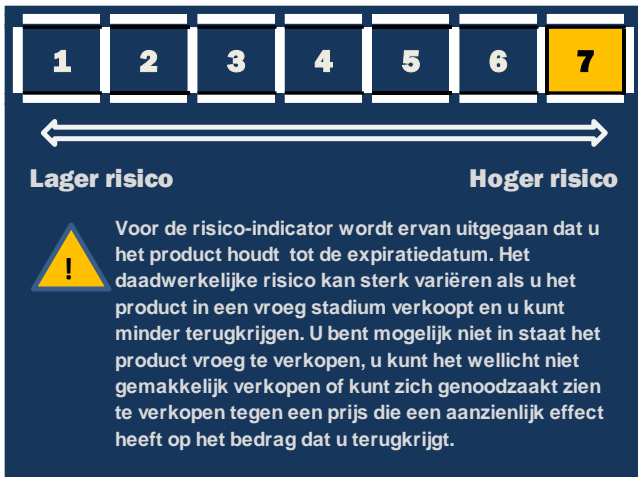 1 2 3 4 5 6 7
Lager risico Hoger risico
Voor de risico-indicator wordt ervan uitgegaan dat u
het product houdt tot de expiratiedatum. Het
! daadwerkelijke risico kan sterk variëren als u het
product in een vroeg stadium verkoopt en u kunt
minder terugkrijgen. U bent mogelijk niet in staat het
product vroeg te verkopen, u kunt het wellicht niet
gemakkelijk verkopen of kunt zich genoodzaakt zien
te verkopen tegen een prijs die een aanzienlijk effect
heeft op het bedrag dat u terugkrijgt.